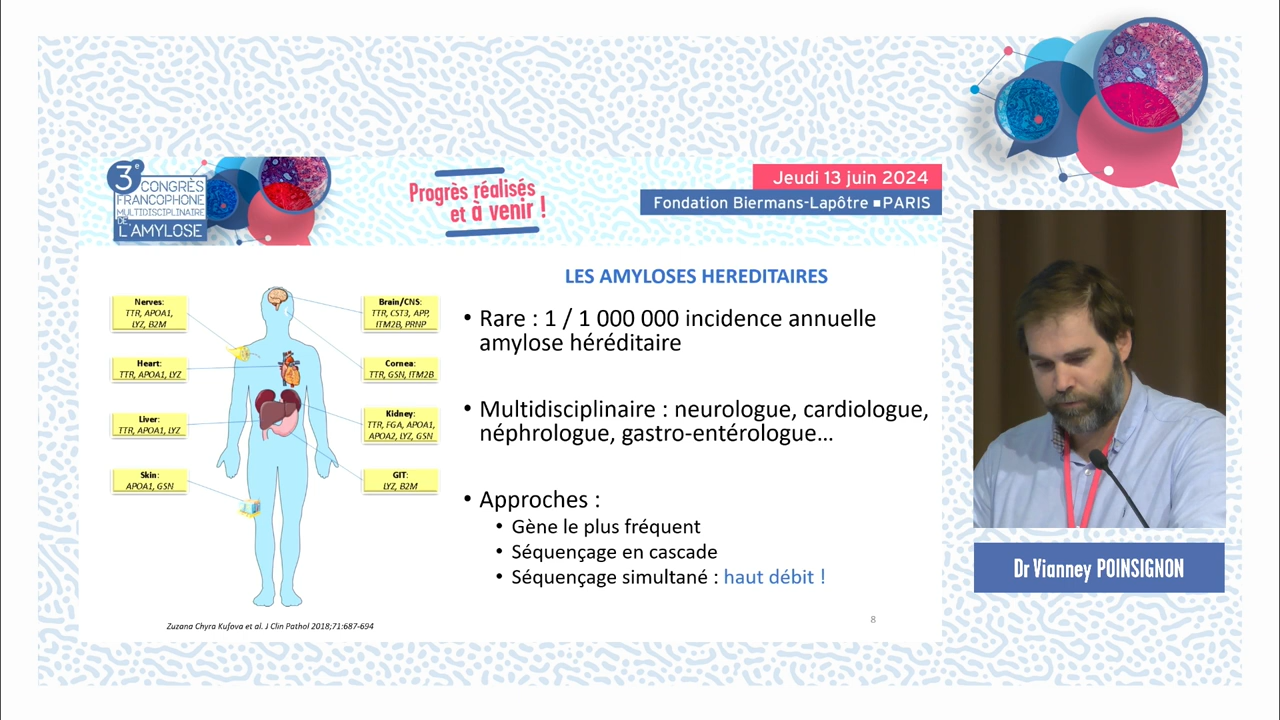 3e
CONGRÈS
FRANCOPHONE
MULTIDISCIPLINAIRE
DE
L'AMYLOSE
Progrès réalisés
et à venir !
Jeudi 13 juin 2024
Fondation Biermans-Lapôtre ■ PARIS
LES AMYLOSES HEREDITAIRES
Nerves:
TTR, APOA1,
LYZ, B2M
Heart:
TTR, APOA1, LYZ
Liver:
TTR, APOA1, LYZ
Skin:
APOA1, GSN
Brain/CNS:
TTR, CST3, APP,
ITM2B, PRNP
Cornea:
TTR, GSN, ITM2B
Kidney:
TTR, FGA, APOA1,
APOA2, LYZ, GSN
GIT:
LYZ, B2M
• Rare : 1 / 1 000 000 incidence annuelle
amylose héréditaire
• Multidisciplinaire : neurologue, cardiologue,
néphrologue, gastro-entérologue…
• Approches :
• Gène le plus fréquent
• Séquençage en cascade
• Séquençage simultané : haut débit !
Zuzana Chyra Kufova et al. J Clin Pathol 2018;71:687-694
8
Dr Vianney POINSIGNON